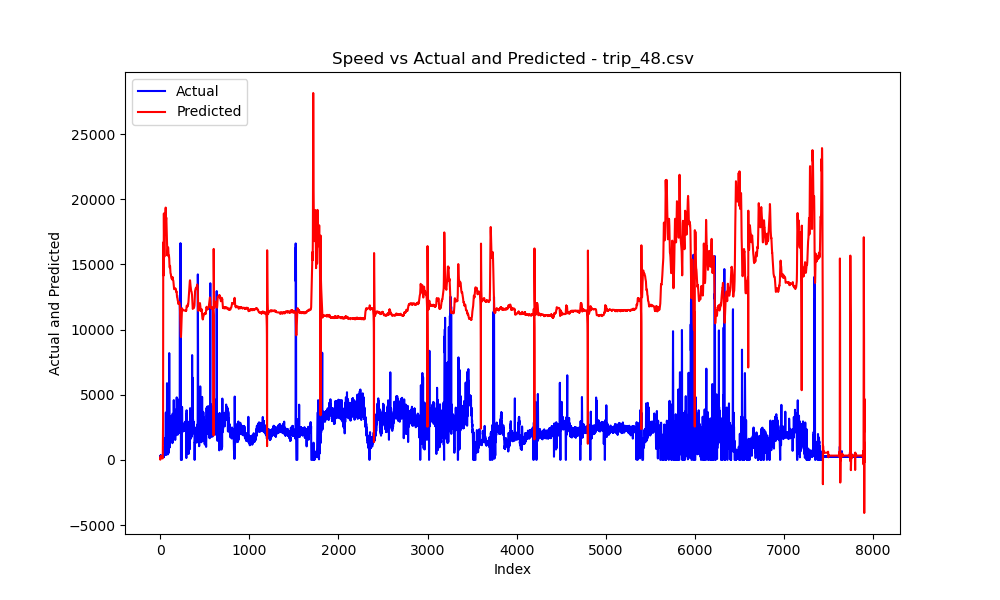 Speed vs Actual and Predicted - trip_48.csv
Actual
Predicted
Actual and Predicted
25000
20000
15000
10000
5000
0
−5000
0 1000 2000 3000 4000 5000 6000 7000 8000
Index